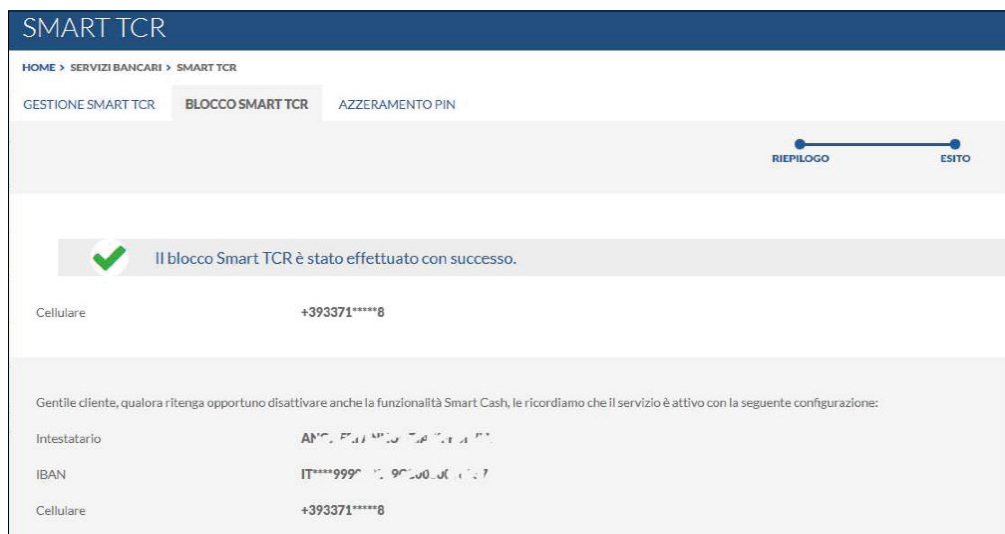 SMART TCR
HOME > SERVIZI BANCARI > SMART TCR
GESTIONE SMART TCR BLOCCO SMART TCR AZZERAMENTO PIN
RIEPILOGO ESITO
Il blocco Smart TCR è stato effettuato con successo.
Cellulare +393371*****8
Gentile cliente, qualora ritenga opportuno disattivare anche la funzionalità Smart Cash, le ricordiamo che il servizio è attivo con la seguente configurazione:
Intestatario
IBAN
Cellulare +393371*****8